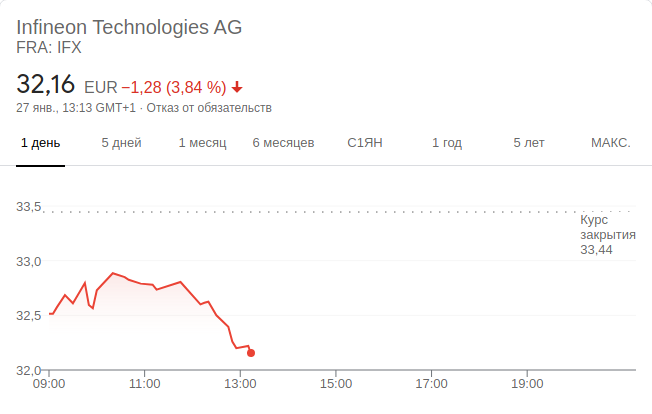 Infineon Technologies AG
FRA: IFX
32,16 EUR −1,28 (3,84 %)
27 янв., 13:13 GMT+1 · Отказ от обязательств
1 день 5 дней 1 месяц 6 месяцев С1ЯН 1 год 5 лет МАКС.
33,5
Курс
закрытия
33,44
33,0
32,5
32,0
09:00 11:00 13:00 15:00 17:00 19:00